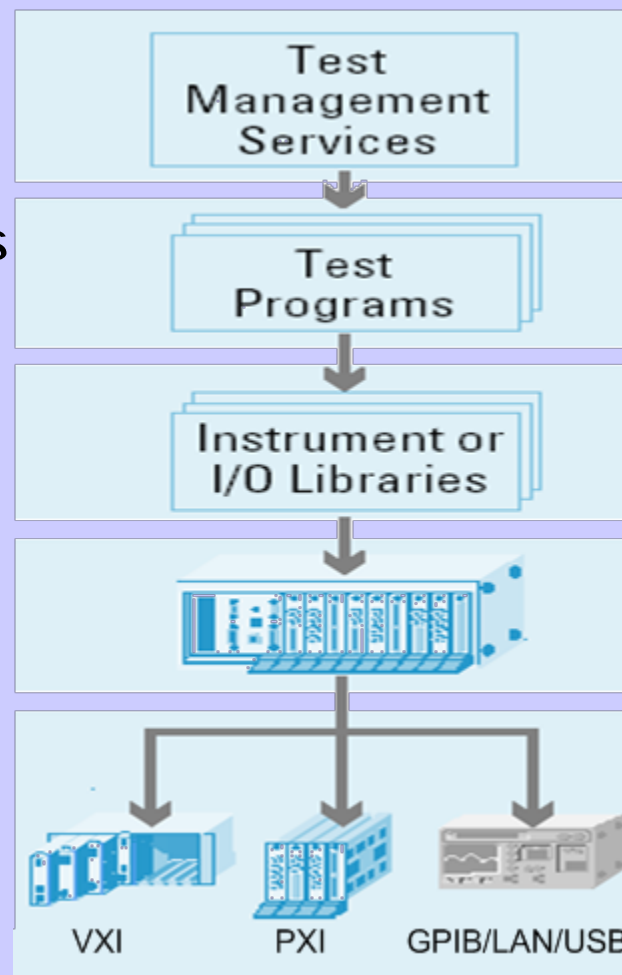 Test
Management
Services
s
Test
Programs
Instrument or
I/O Libraries
VXI
PXI
GPIB/LAN/USB